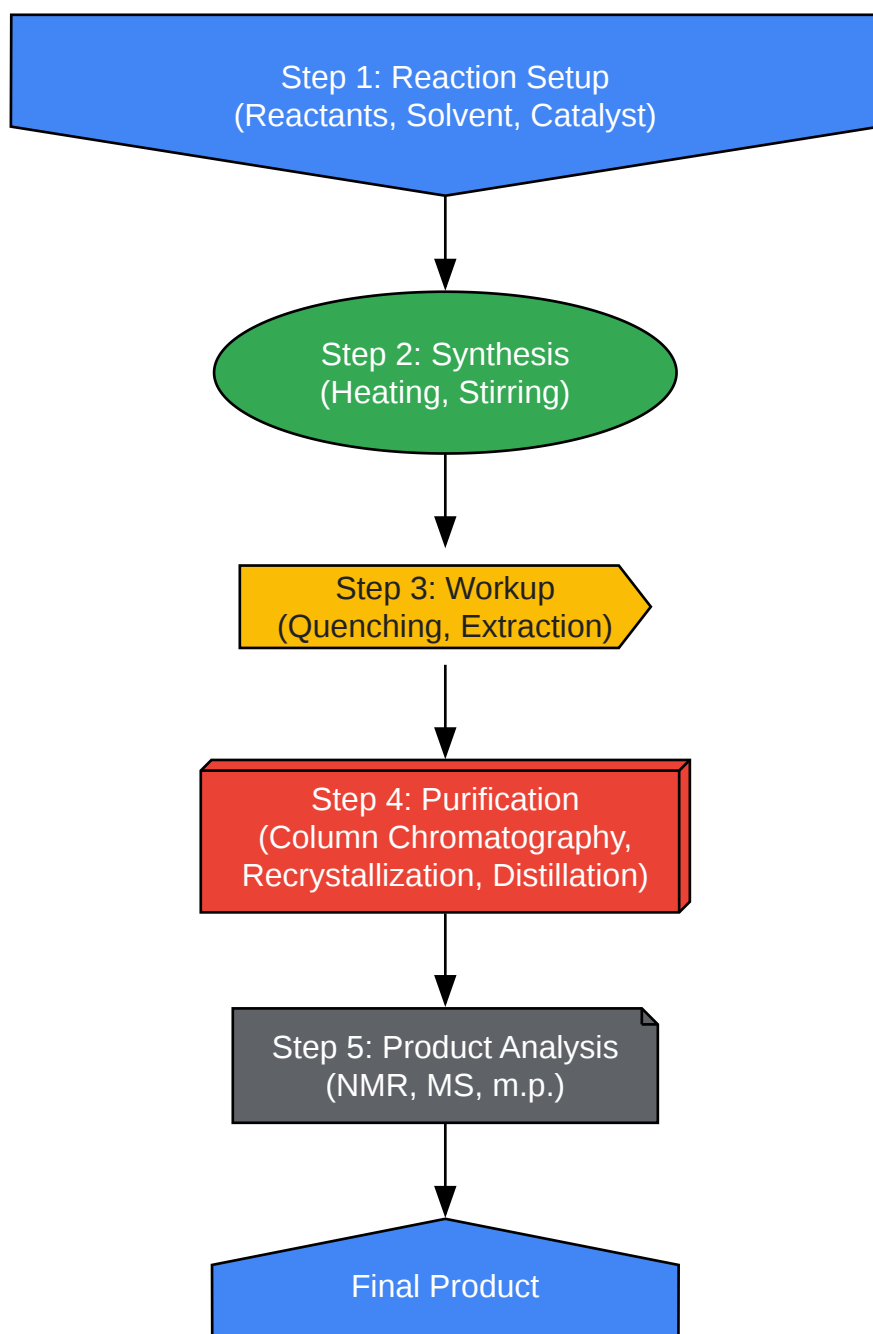 Step 1: Reaction Setup
(Reactants, Solvent, Catalyst)
Step 2: Synthesis
(Heating, Stirring)
Step 3: Workup
(Quenching, Extraction)
Step 4: Purification
(Column Chromatography,
Recrystallization, Distillation)
Step 5: Product Analysis
(NMR, MS, m.p.)
Final Product